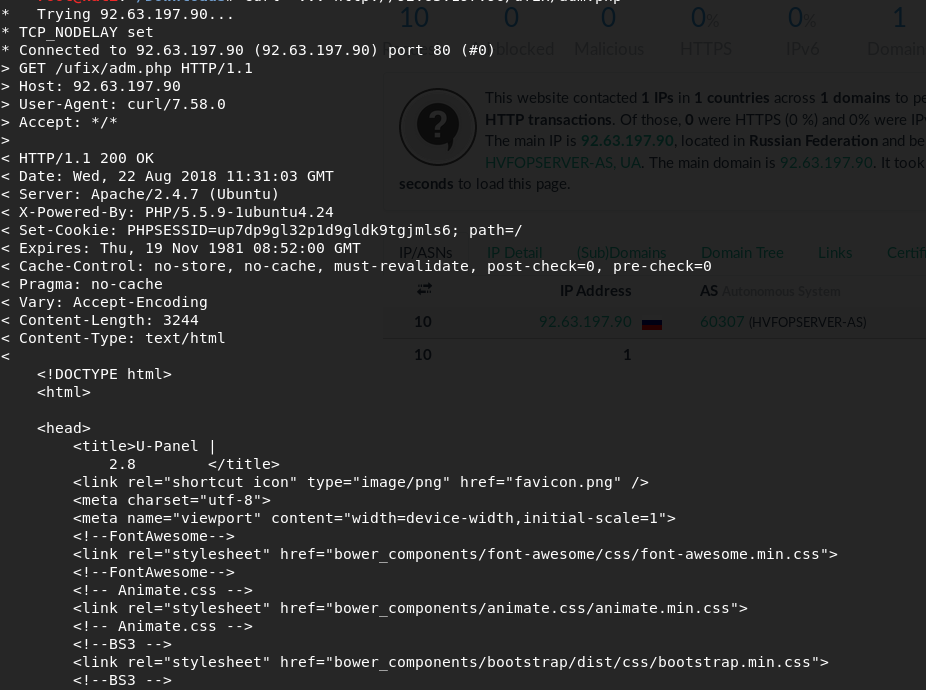 *   Trying 92.63.197.90...
* TCP_NODELAY set
* Connected to 92.63.197.90 (92.63.197.90) port 80 (#0)
> GET /ufix/adm.php HTTP/1.1
> Host: 92.63.197.90
> User-Agent: curl/7.58.0
> Accept: */*
>
< HTTP/1.1 200 OK
< Date: Wed, 22 Aug 2018 11:31:03 GMT
< Server: Apache/2.4.7 (Ubuntu)
< X-Powered-By: PHP/5.5.9-1ubuntu4.24
< Set-Cookie: PHPSESSID=up7dp9gl32p1d9gldk9tgjmls6; path=/
< Expires: Thu, 19 Nov 1981 08:52:00 GMT
< Cache-Control: no-store, no-cache, must-revalidate, post-check=0, pre-check=0
< Pragma: no-cache
< Vary: Accept-Encoding
< Content-Length: 3244
< Content-Type: text/html
<
    <!DOCTYPE html>
    <html>
    <head>
        <title>U-Panel |
            2.8        </title>
        <link rel="shortcut icon" type="image/png" href="favicon.png" />
        <meta charset="utf-8">
        <meta name="viewport" content="width=device-width,initial-scale=1">
        <!--FontAwesome-->
        <link rel="stylesheet" href="bower_components/font-awesome/css/font-awesome.min.css">
        <!--FontAwesome-->
        <!-- Animate.css -->
        <link rel="stylesheet" href="bower_components/animate.css/animate.min.css">
        <!-- Animate.css -->
        <!--BS3 -->
        <link rel="stylesheet" href="bower_components/bootstrap/dist/css/bootstrap.min.css">
        <!--BS3 -->
10 0 0 0% 0% 1
blocked Malicious HTTPS IPv6 Domain
This website contacted 1 IPs in 1 countries across 1 domains to pe
HTTP transactions. Of those, 0 were HTTPS (0 %) and 0% were IPv
The main IP is 92.63.197.90, located in Russian Federation and be
HVFOPSERVER-AS, UA. The main domain is 92.63.197.90. It took
seconds to load this page.
IP/ASNs IP Detail (Sub)Domains Domain Tree Links Certifi
IP Address AS Autonomous System
10 92.63.197.90 60307 (HVFOPSERVER-AS)
10 1